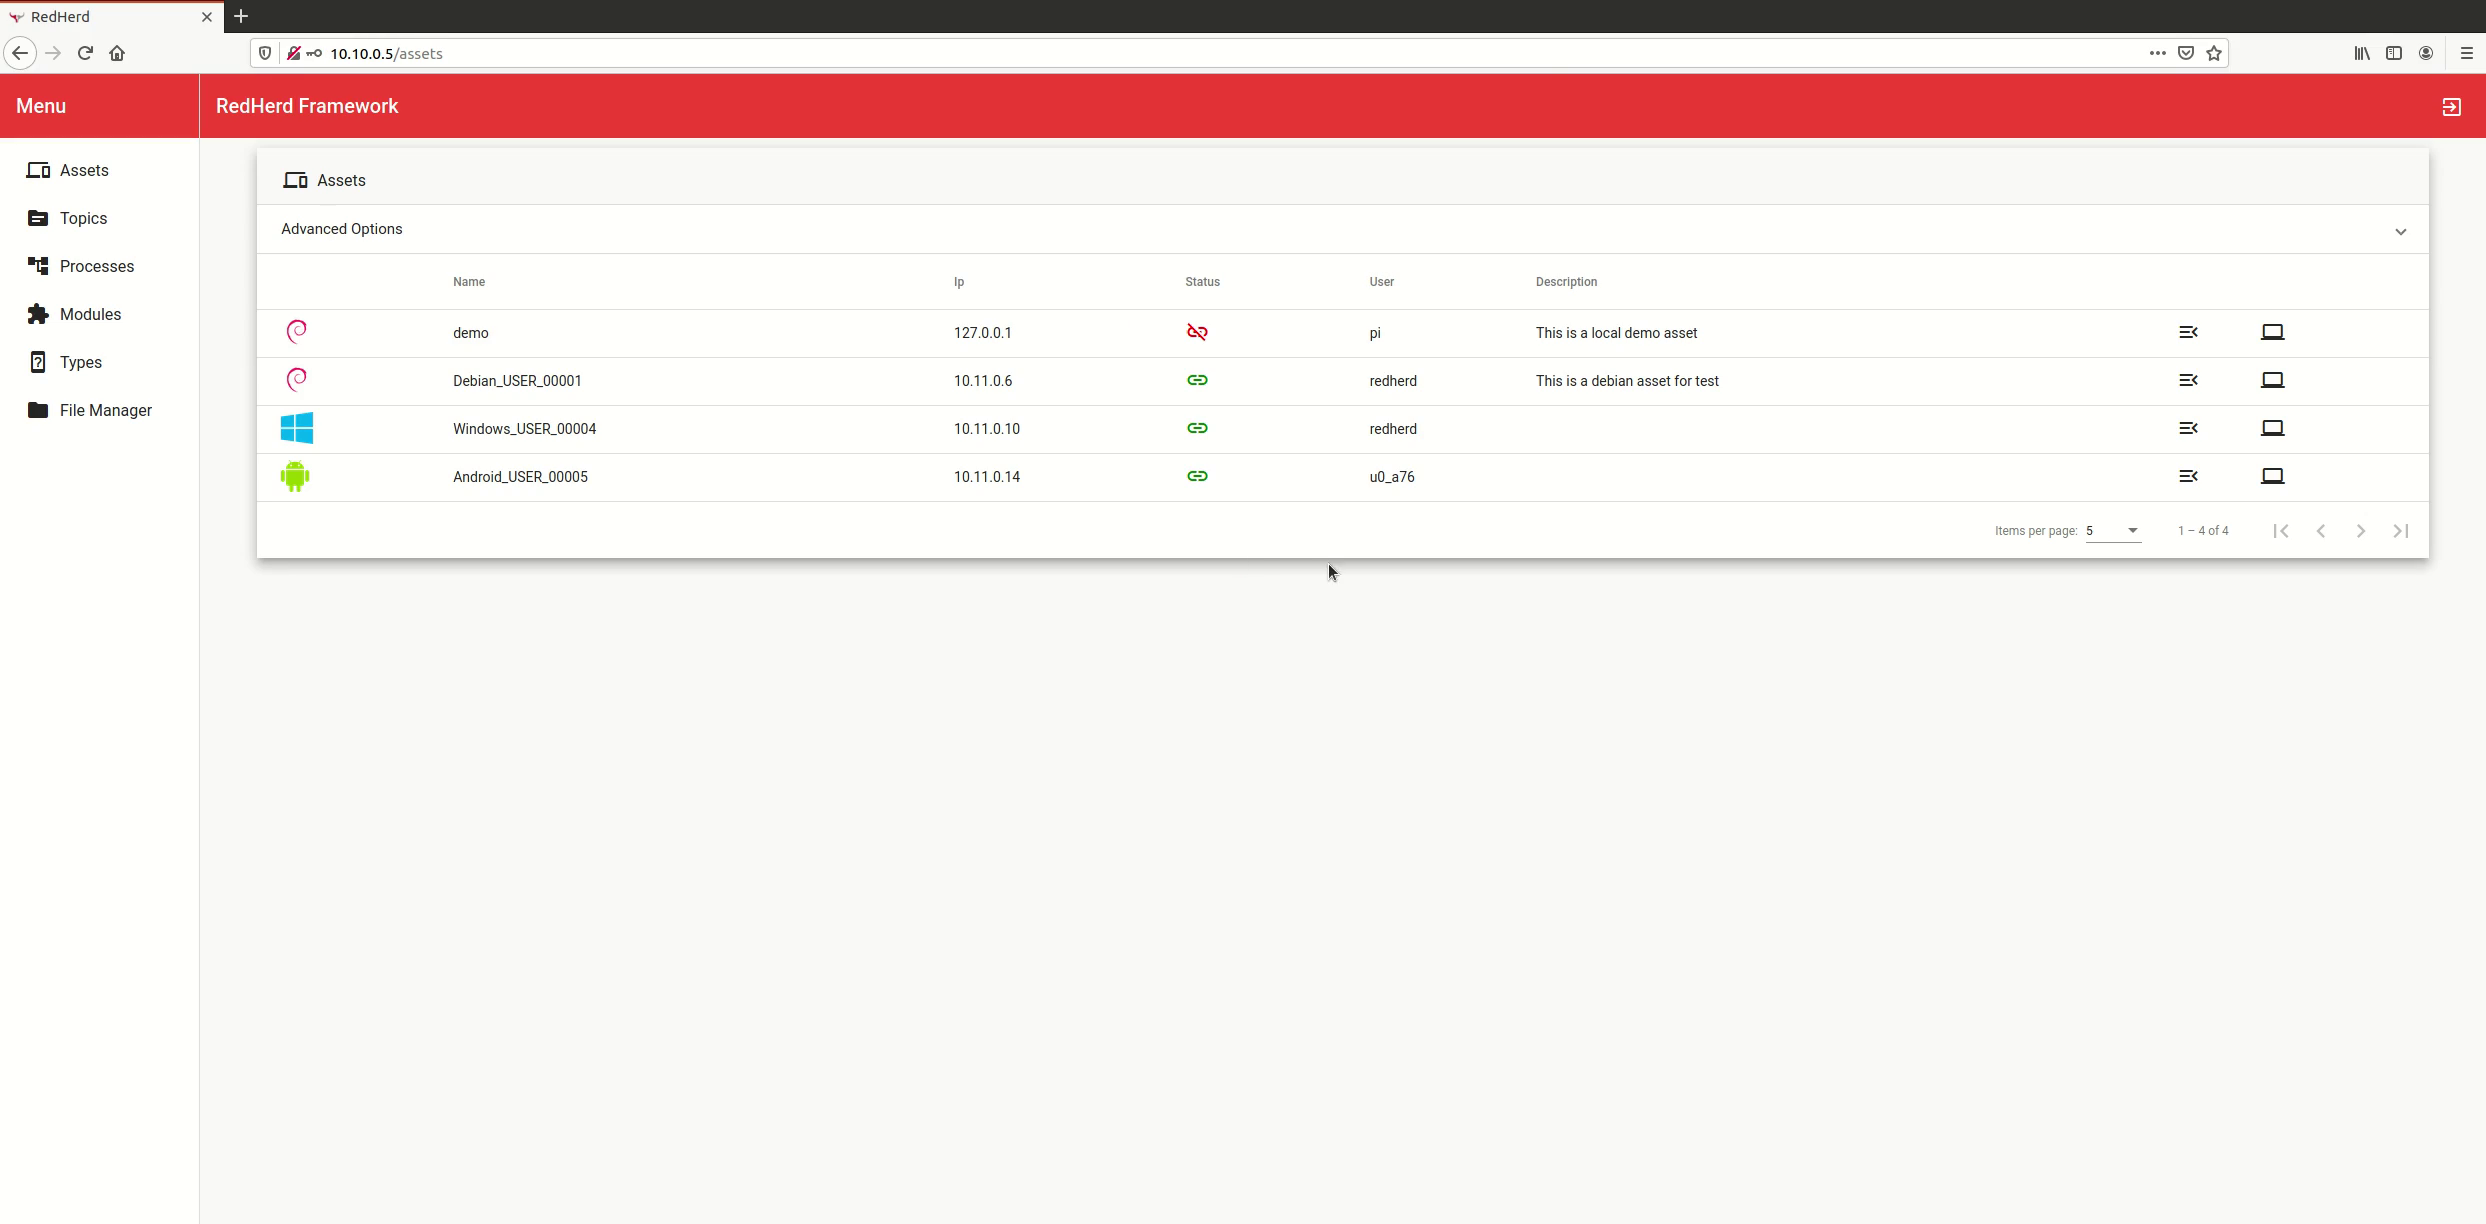 RedHerd
10.10.0.5/assets
Menu
RedHerd Framework
Assets
Topics
Processes
Modules
Types
File Manager
Assets
Advanced Options
Name Ip Status User Description
demo 127.0.0.1 pi This is a local demo asset
Debian_USER_00001 10.11.0.6 redherd This is a debian asset for test
Windows_USER_00004 10.11.0.10 redherd
Android_USER_00005 10.11.0.14 u0_a76
Items per page: 5 1 – 4 of 4